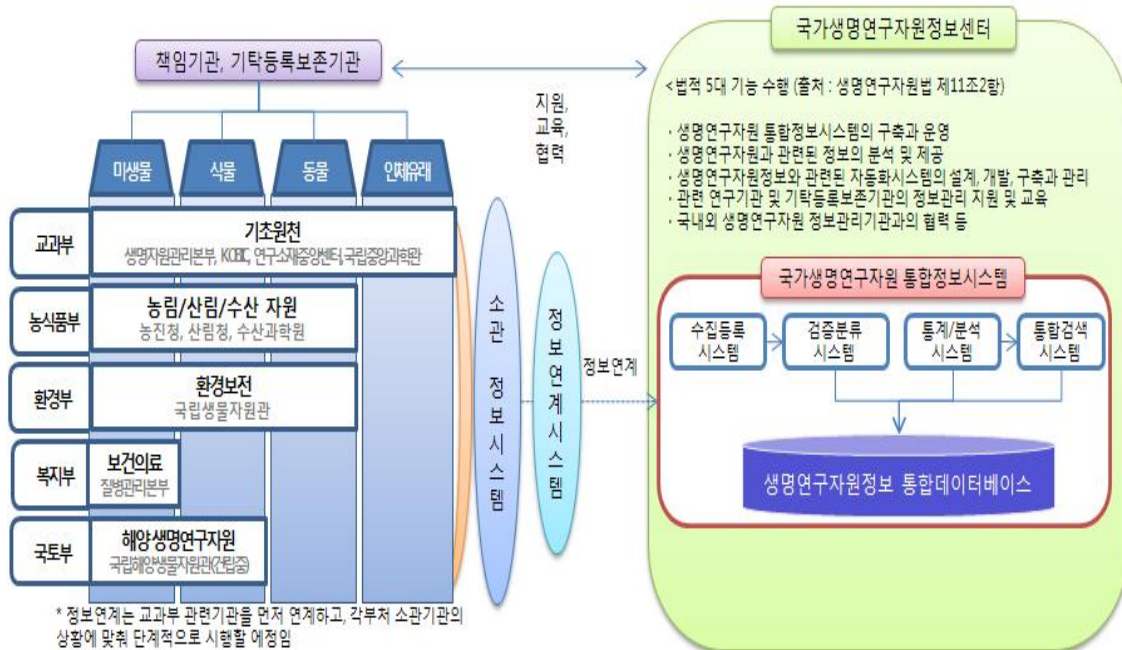 책임기관, 기탁등록보존기관
지원,
교육,
협력
미생물
식물
동물
인체유래
교과부
기초원천
생명자원관리본부, KOBIC, 연구소재중앙센터, 국립중앙과학관
농식품부
농림/산림/수산 자원
농진청, 산림청, 수산과학원
환경부
환경보전
국립생물자원관
복지부
보건의료
질병관리본부
국토부
해양생명연구자원
국립해양생물자원관(건립중)
* 정보연계는 교과부 관련기관을 먼저 연계하고, 각부처 소관기관의
상황에 맞춰 단계적으로 시행할 에정임
소관 정보시스템
정보연계시스템
정보연계
국가생명연구자원정보센터
<법적 5대 기능 수행 (출처 : 생명연구자원법 제11조2항)
· 생명연구자원 통합정보시스템의 구축과 운영
· 생명연구자원과 관련된 정보의 분석 및 제공
· 생명연구자원정보와 관련된 자동화시스템의 설계, 개발, 구축과 관리
· 관련 연구기관 및 기탁등록보존기관의 정보관리 지원 및 교육
· 국내외 생명연구자원 정보관리기관과의 협력 등
국가생명연구자원 통합정보시스템
수집등록
시스템
검증분류
시스템
통계/분석
시스템
통합검색
시스템
생명연구자원정보 통합데이터베이스